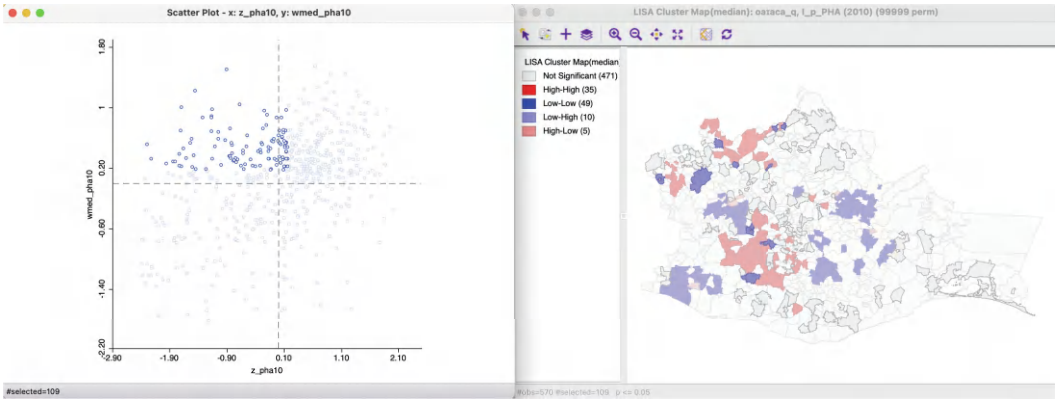 Scatter Plot - x: z_pha10, y: wmed_pha10
1.80
1
0.20
-0.60
-1.40
-2.20
wmed_pha10
-2.90 -1.90 -0.90 0.10 1.10 2.10
z_pha10
#selected=109
LISA Cluster Map(median): oataca_q, I_p_PHA (2010) (99999 perm)
LISA Cluster Map(median
Not Significant (471)
High-High (35)
Low-Low (49)
Low-High (10)
High-Low (5)
#obs=570 #selected=109 p <= 0.05